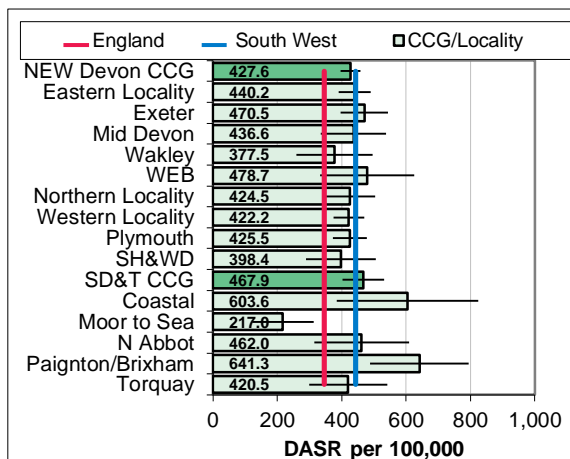 England South West CCG/Locality
NEW Devon CCG 427.6
Eastern Locality 440.2
Exeter 470.5
Mid Devon 436.6
Wakley 377.5
WEB 478.7
Northern Locality 424.5
Western Locality 422.2
Plymouth 425.5
SH&WD 398.4
SD&T CCG 467.9
Coastal 603.6
Moor to Sea 217.0
N Abbot 462.0
Paignton/Brixham 641.3
Torquay 420.5
0 200 400 600 800 1,000
DASR per 100,000